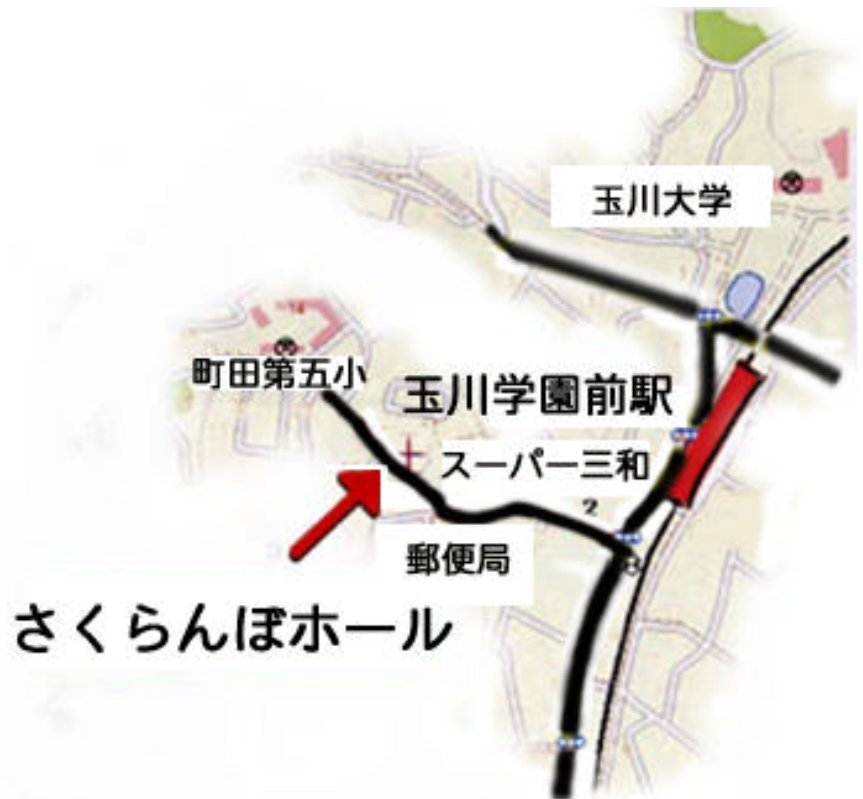 玉川大学
町田第五小
玉川学園前駅
スーパー三和
2
郵便局
さくらんぼホール